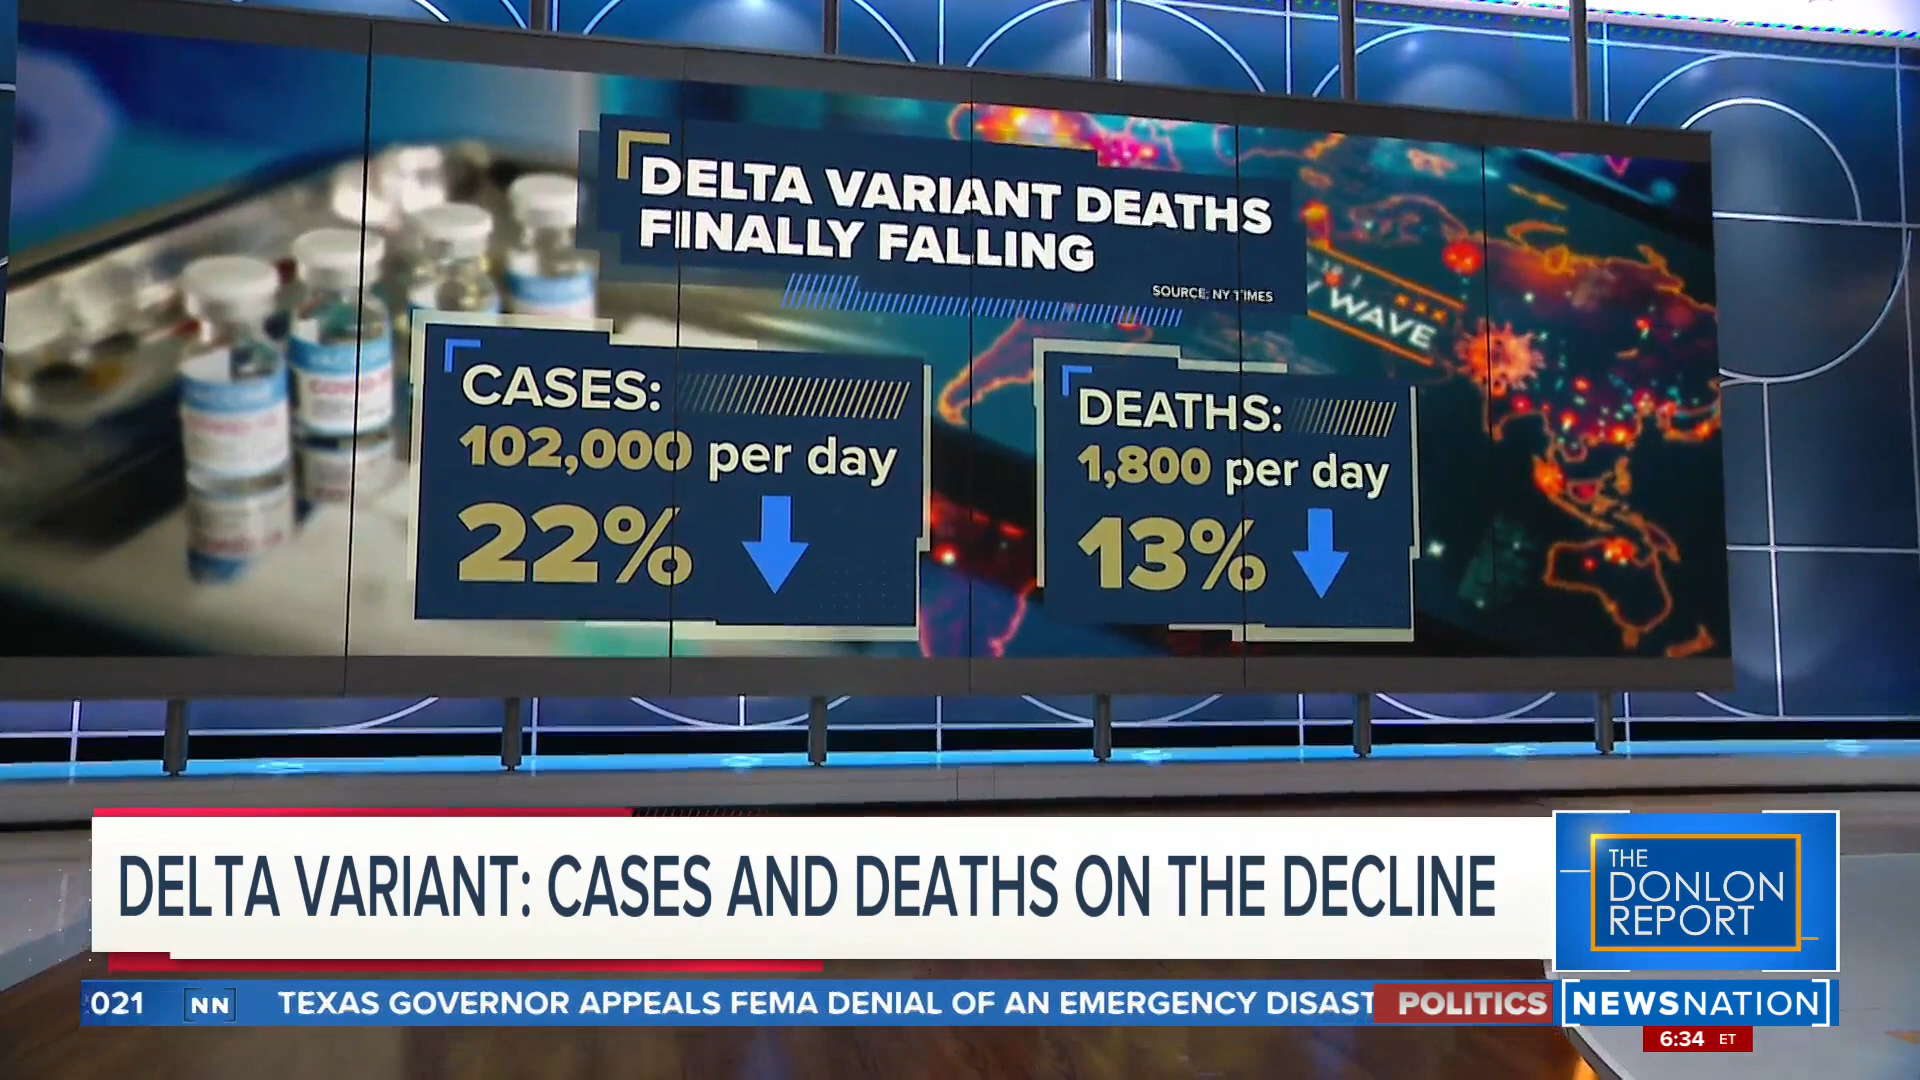 DELTA VARIANT DEATHS
FINALLY FALLING
SOURCE: NY TIMES
WAVE
CASES:
102,000 per day
22%
DEATHS:
1,800 per day
13%
DELTA VARIANT: CASES AND DEATHS ON THE DECLINE
THE
DONLON
REPORT
021 NN TEXAS GOVERNOR APPEALS FEMA DENIAL OF AN EMERGENCY DISAST POLITICS NEWSNATION
6:34 ET